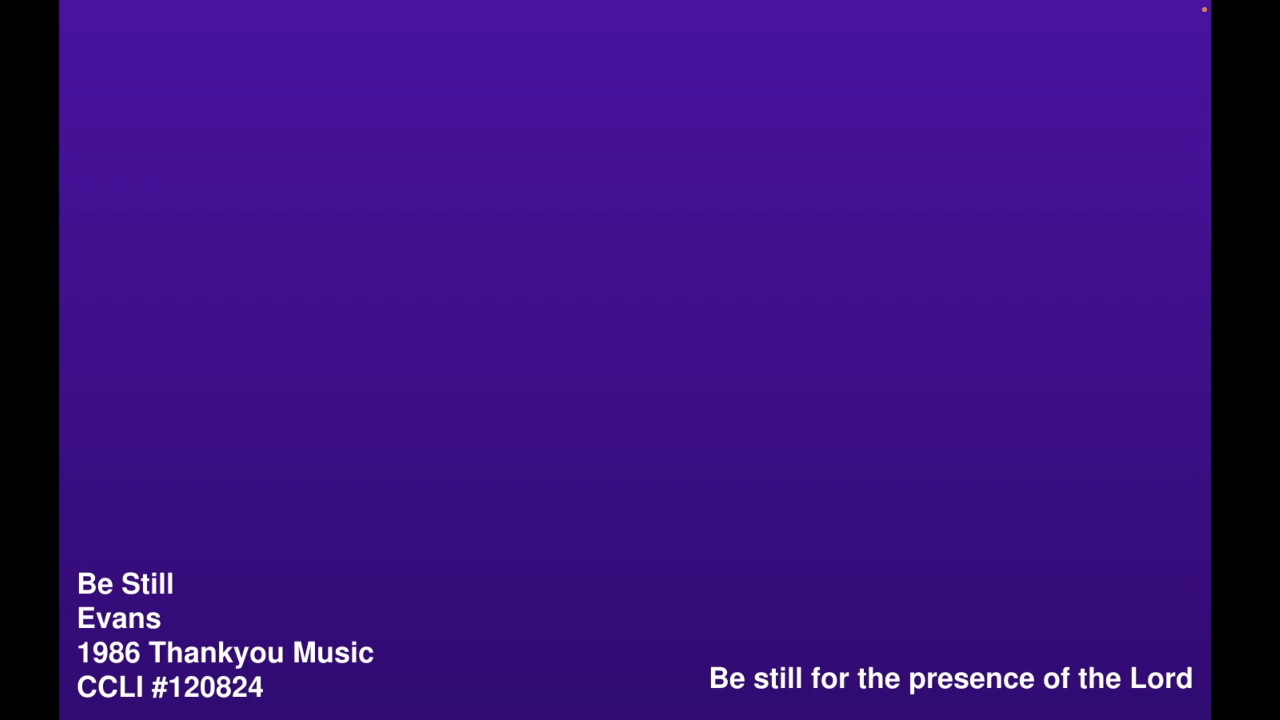 Be Still
Evans
1986 Thankyou Music
CCLI #120824
Be still for the presence of the Lord